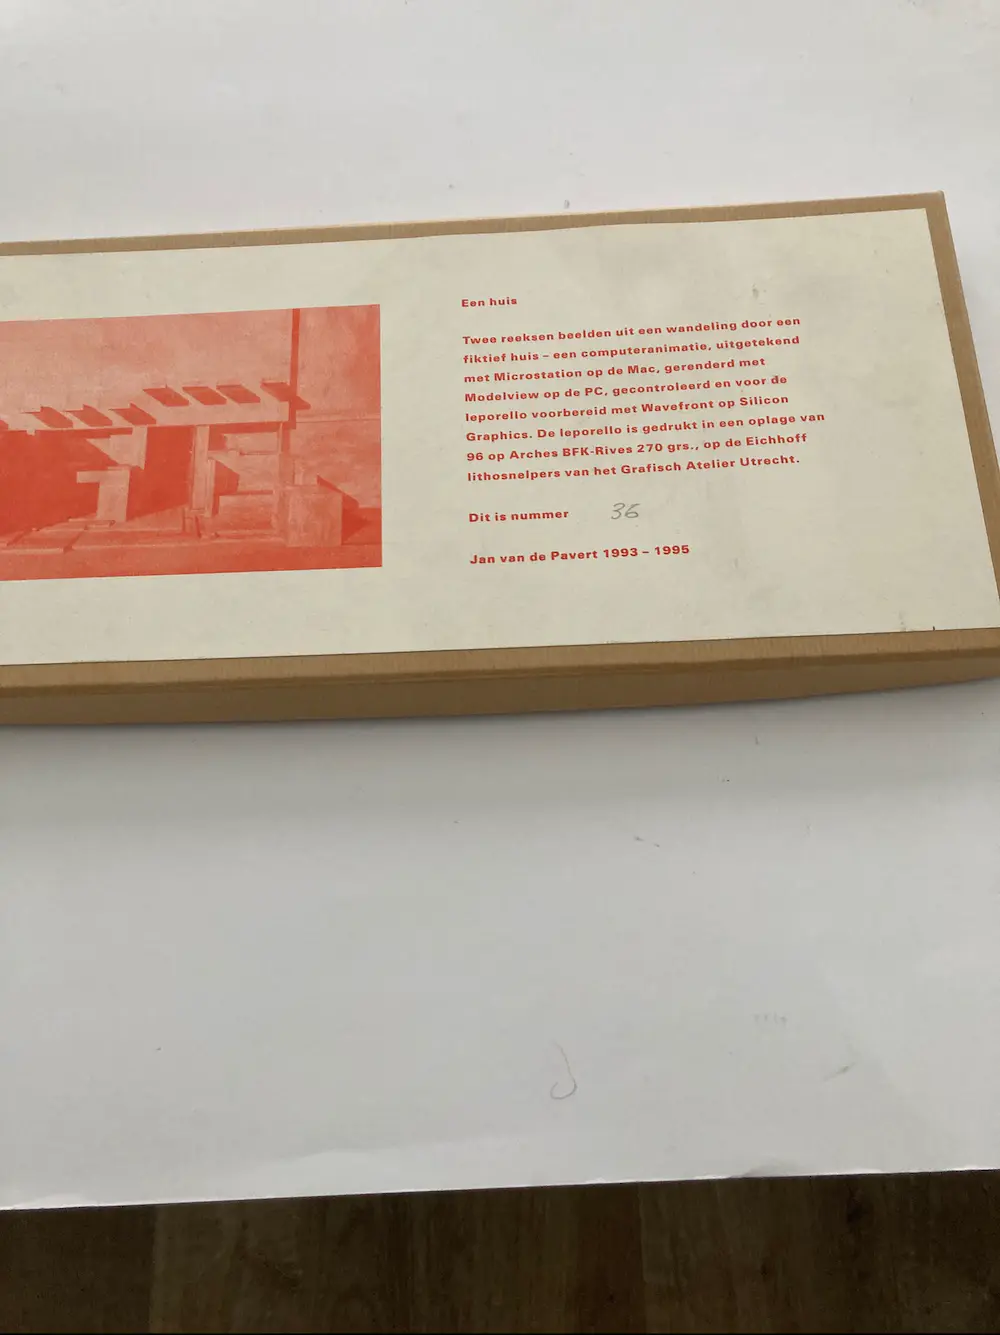 Een huis
Twee reeksen beelden uit een wandeling door een
fiktief huis – een computeranimatie, uitgetekend
met Microstation op de Mac, gerenderd met
Modelview op de PC, gecontroleerd en voor de
leporello voorbereid met Wavefront op Silicon
Graphics. De leporello is gedrukt in een oplage van
96 op Arches BFK-Rives 270 grs., op de Eichhoff
lithosnelpers van het Grafisch Atelier Utrecht.
Dit is nummer 36
Jan van de Pavert 1993 – 1995